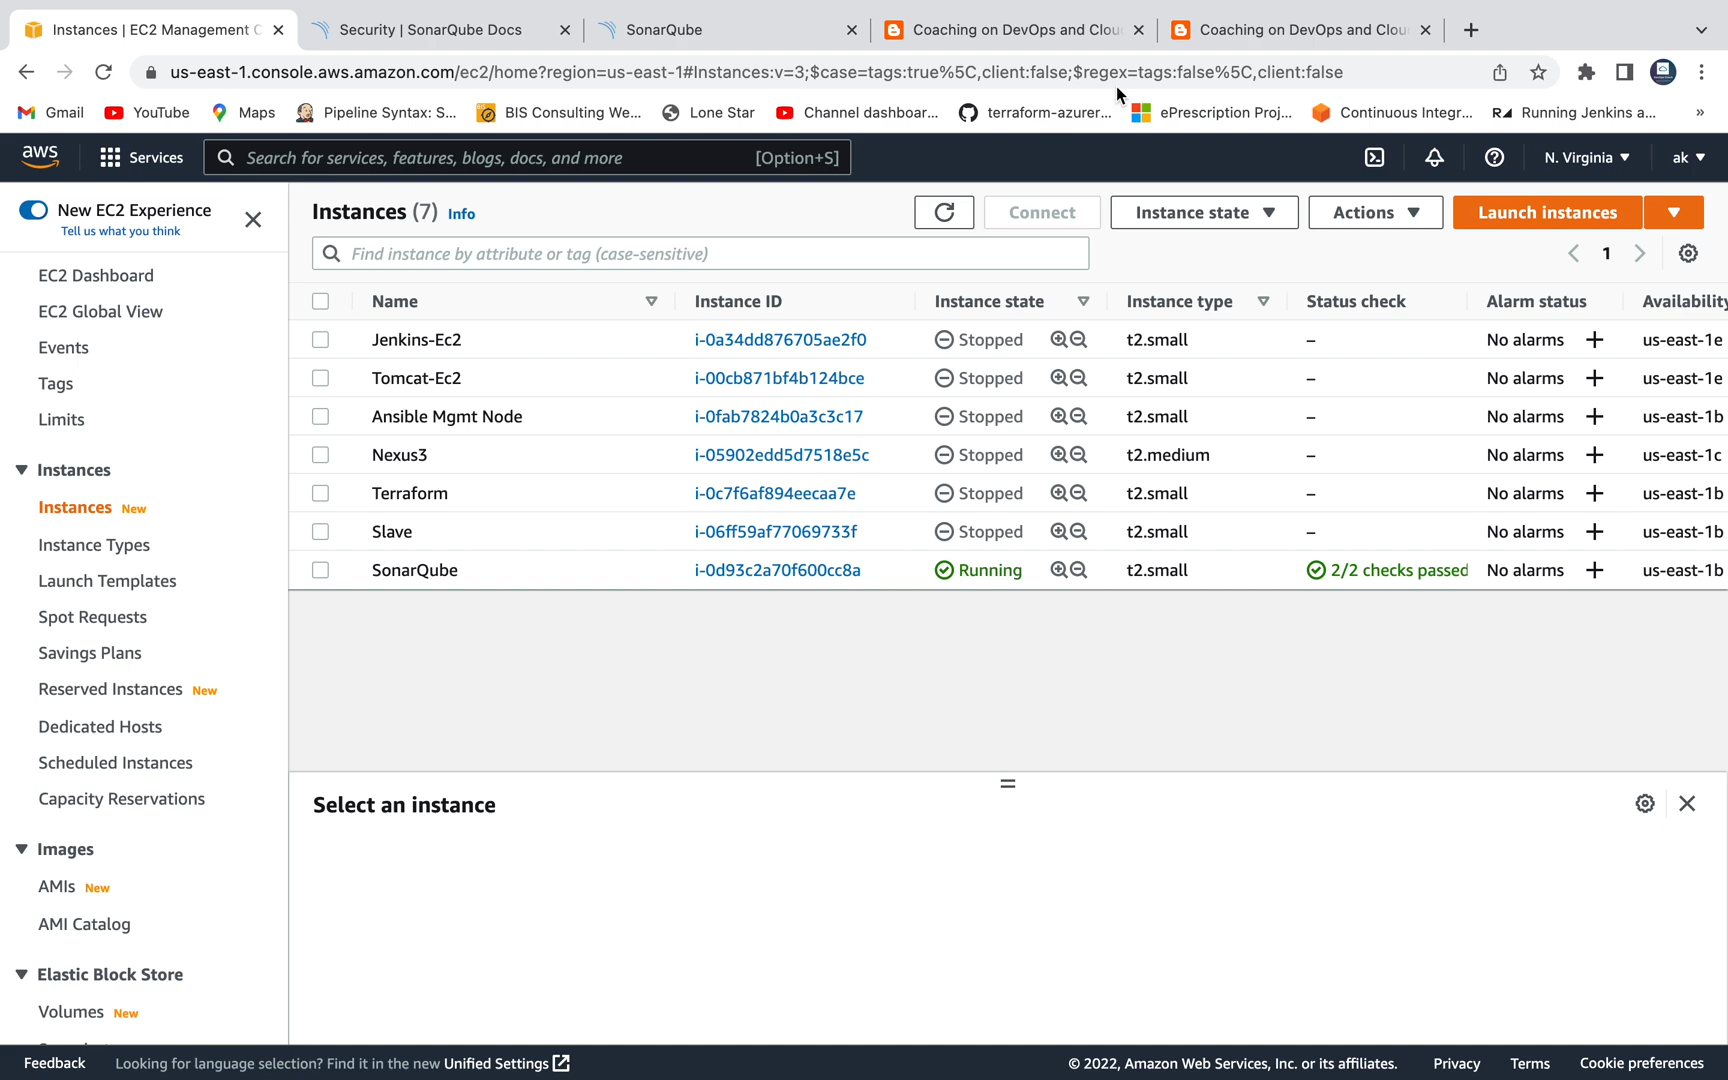 Instances | EC2 Management C
Security | SonarQube Docs
SonarQube
Coaching on DevOps and Clou
Coaching on DevOps and Clou
us-east-1.console.aws.amazon.com/ec2/home?region=us-east-1#Instances:v=3;$case=tags:true%5C,client:false;$regex=tags:false%5C,client:false
Gmail
YouTube
Maps
Pipeline Syntax: S...
BIS Consulting We...
Lone Star
Channel dashboar...
terraform-azurer...
ePrescription Proj...
Continuous Integr...
Running Jenkins a...
aws
Services
Search for services, features, blogs, docs, and more [Option+S]
N. Virginia
ak
New EC2 Experience
Tell us what you think
EC2 Dashboard
EC2 Global View
Events
Tags
Limits
Instances
Instances New
Instance Types
Launch Templates
Spot Requests
Savings Plans
Reserved Instances New
Dedicated Hosts
Scheduled Instances
Capacity Reservations
Images
AMIs New
AMI Catalog
Elastic Block Store
Volumes New
Instances (7) Info
Connect
Instance state
Actions
Launch instances
Find instance by attribute or tag (case-sensitive)
1
Name Instance ID Instance state Instance type Status check Alarm status Availability
Jenkins-Ec2 i-0a34dd876705ae2f0 Stopped t2.small – No alarms + us-east-1e
Tomcat-Ec2 i-00cb871bf4b124bce Stopped t2.small – No alarms + us-east-1e
Ansible Mgmt Node i-0fab7824b0a3c3c17 Stopped t2.small – No alarms + us-east-1b
Nexus3 i-05902edd5d7518e5c Stopped t2.medium – No alarms + us-east-1c
Terraform i-0c7f6af894eecaa7e Stopped t2.small – No alarms + us-east-1b
Slave i-06ff59af77069733f Stopped t2.small – No alarms + us-east-1b
SonarQube i-0d93c2a70f600cc8a Running t2.small 2/2 checks passed No alarms + us-east-1b
Select an instance
Feedback
Looking for language selection? Find it in the new Unified Settings
© 2022, Amazon Web Services, Inc. or its affiliates.
Privacy
Terms
Cookie preferences